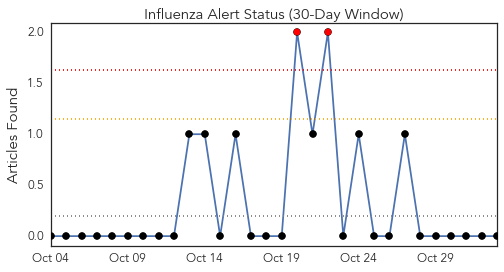 Influenza Alert Status (30-Day Window)
Articles Found
2.0
1.5
1.0
0.5
0.0
Oct 04 Oct 09 Oct 14 Oct 19 Oct 24 Oct 29